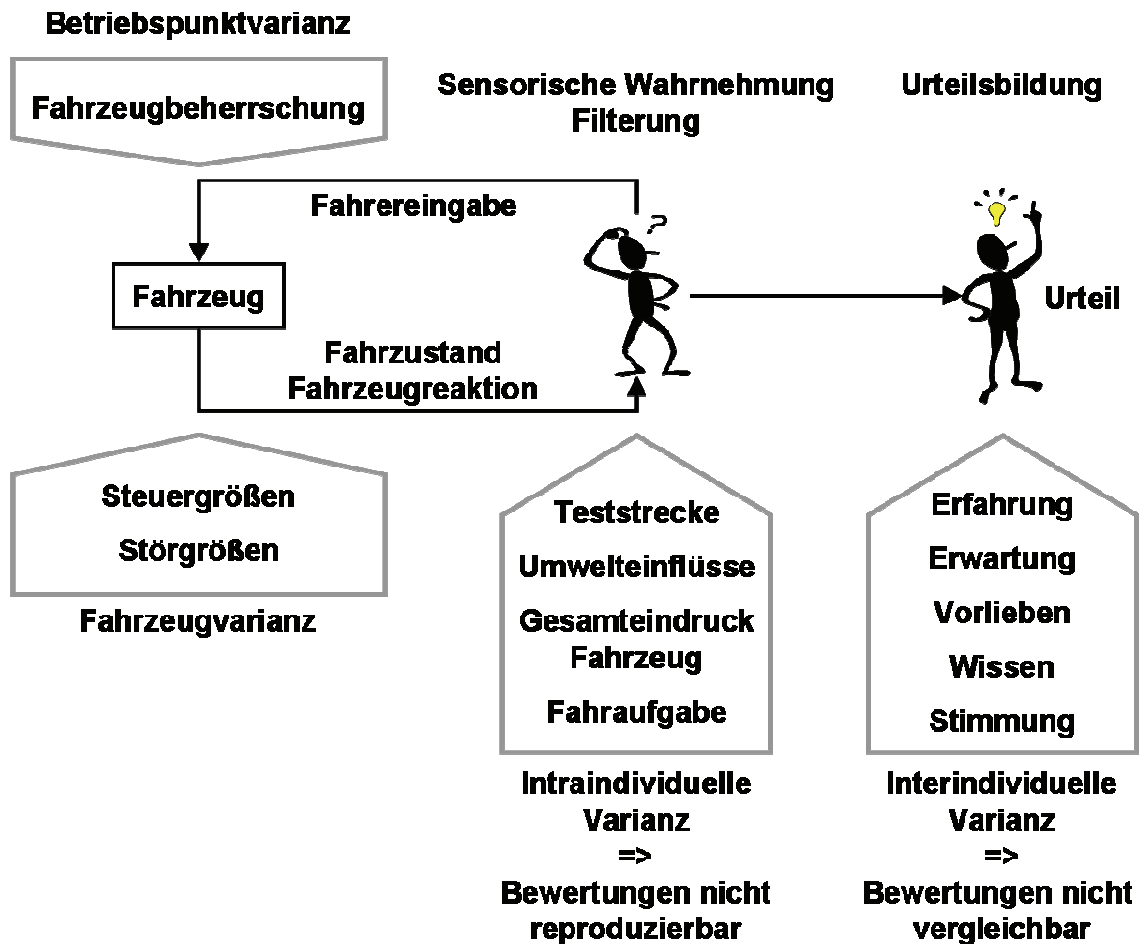 Betriebspunktvarianz
Fahrzeugbeherrschung
Sensorische Wahrnehmung
Filterung
Urteilsbildung
Fahrereingabe
?
Fahrzeug
Urteil
Fahrzustand
Fahrzeugreaktion
Steuergrößen
Störgrößen
Fahrzeugvarianz
Teststrecke
Umwelteinflüsse
Gesamteindruck
Fahrzeug
Fahraufgabe
Intraindividuelle
Varianz
=>
Bewertungen nicht
reproduzierbar
Erfahrung
Erwartung
Vorlieben
Wissen
Stimmung
Interindividuelle
Varianz
=>
Bewertungen nicht
vergleichbar